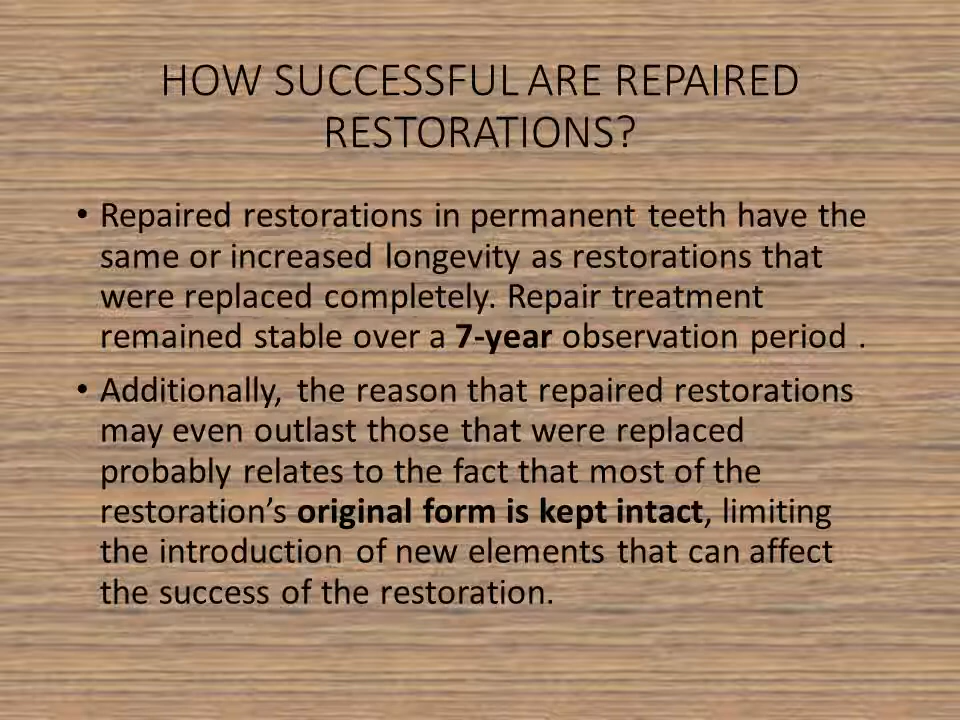 HOW SUCCESSFUL ARE REPAIRED
RESTORATIONS?
• Repaired restorations in permanent teeth have the
same or increased longevity as restorations that
were replaced completely. Repair treatment
remained stable over a 7-year observation period .
• Additionally, the reason that repaired restorations
may even outlast those that were replaced
probably relates to the fact that most of the
restoration’s original form is kept intact, limiting
the introduction of new elements that can affect
the success of the restoration.